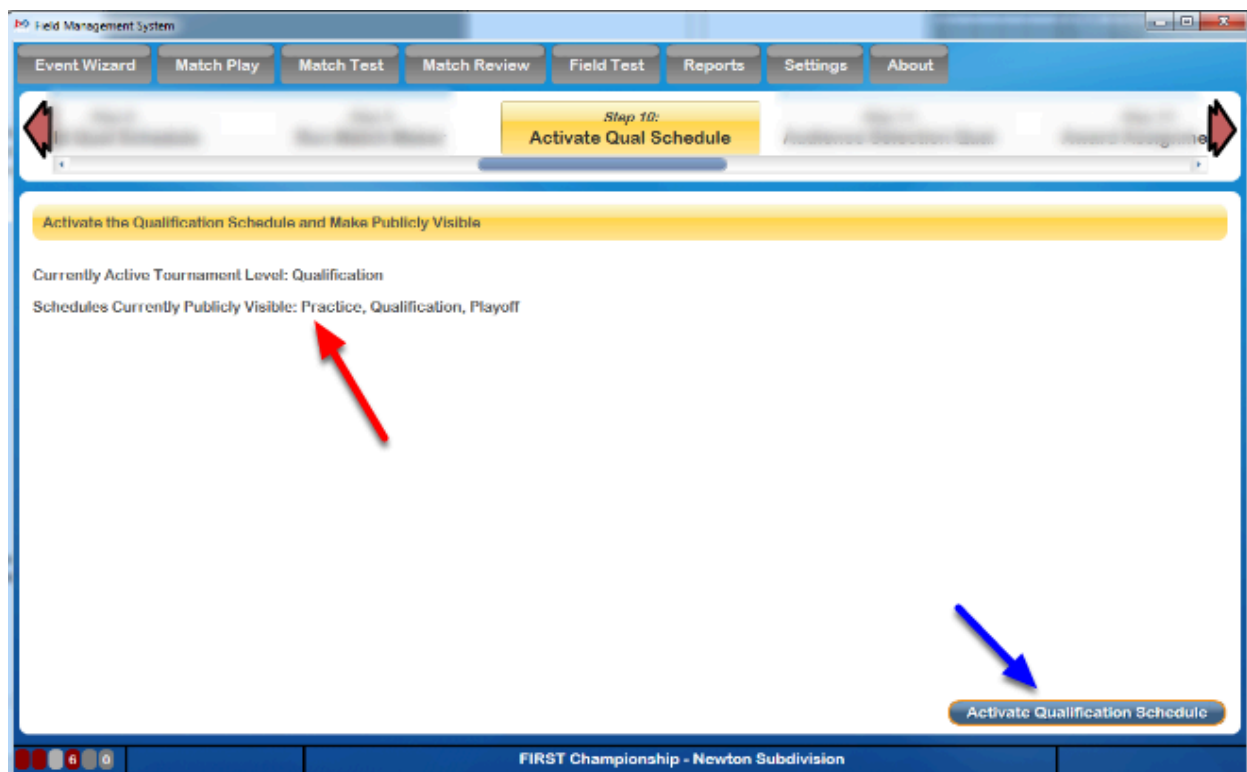 Field Management System
Event Wizard
Match Play
Match Test
Match Review
Field Test
Reports
Settings
About
Step 10:
Activate Qual Schedule
Activate the Qualification Schedule and Make Publicly Visible
Currently Active Tournament Level: Qualification
Schedules Currently Publicly Visible: Practice, Qualification, Playoff
Activate Qualification Schedule
6 0
FIRST Championship - Newton Subdivision